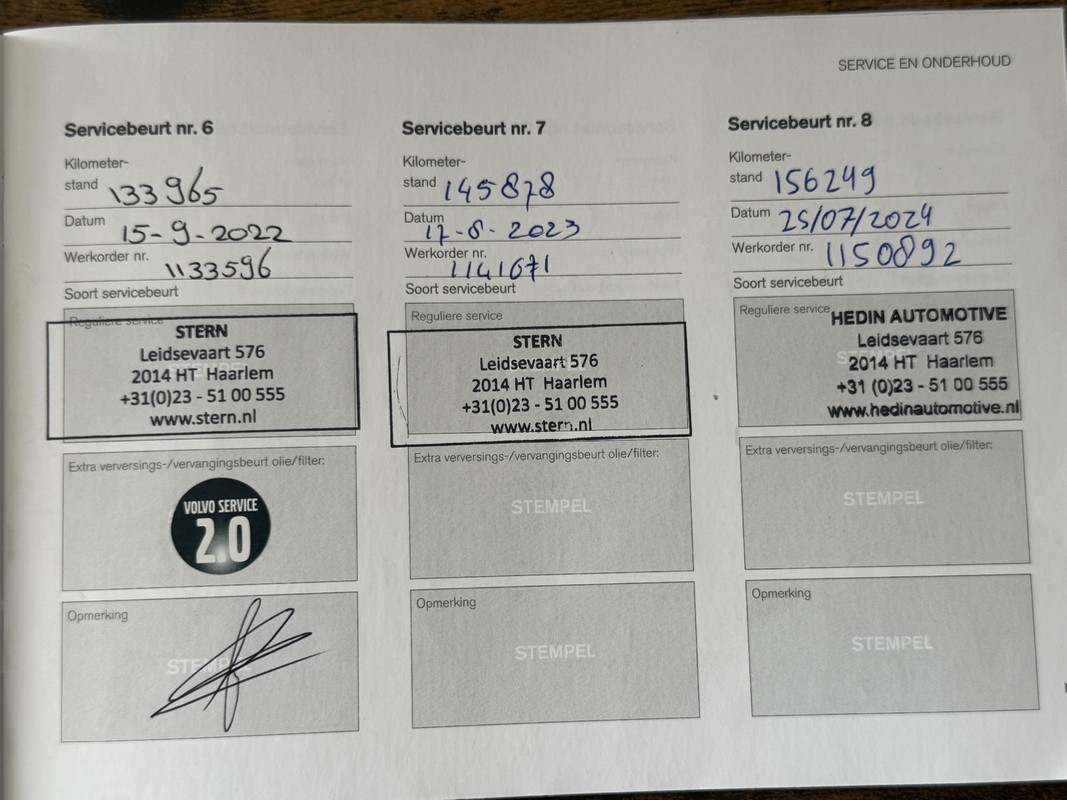 SERVICE EN ONDERHOUD
Servicebeurt nr. 6
Kilometer-
stand 133965
Datum 15-9-2022
Werkorder nr. 1133596
Soort servicebeurt
Reguliere service
STERN
Leidsevaart 576
2014 HT Haarlem
+31(0)23 - 51 00 555
www.stern.nl
Extra verversings-/vervangingsbeurt olie/filter:
VOLVO SERVICE
2.0
Opmerking
STEMPEL
Servicebeurt nr. 7
Kilometer-
stand 145878
Datum 17-8-2023
Werkorder nr. 1141671
Soort servicebeurt
Reguliere service
STERN
Leidsevaart 576
2014 HT Haarlem
+31(0)23 - 51 00 555
www.stern.nl
Extra verversings-/vervangingsbeurt olie/filter:
STEMPEL
Opmerking
STEMPEL
Servicebeurt nr. 8
Kilometer-
stand 156249
Datum 25/07/2024
Werkorder nr. 1150892
Soort servicebeurt
Reguliere service
HEDIN AUTOMOTIVE
Leidsevaart 576
2014 HT Haarlem
+31 (0)23 - 51 00 555
www.hedinautomotive.nl
Extra verversings-/vervangingsbeurt olie/filter:
STEMPEL
Opmerking
STEMPEL